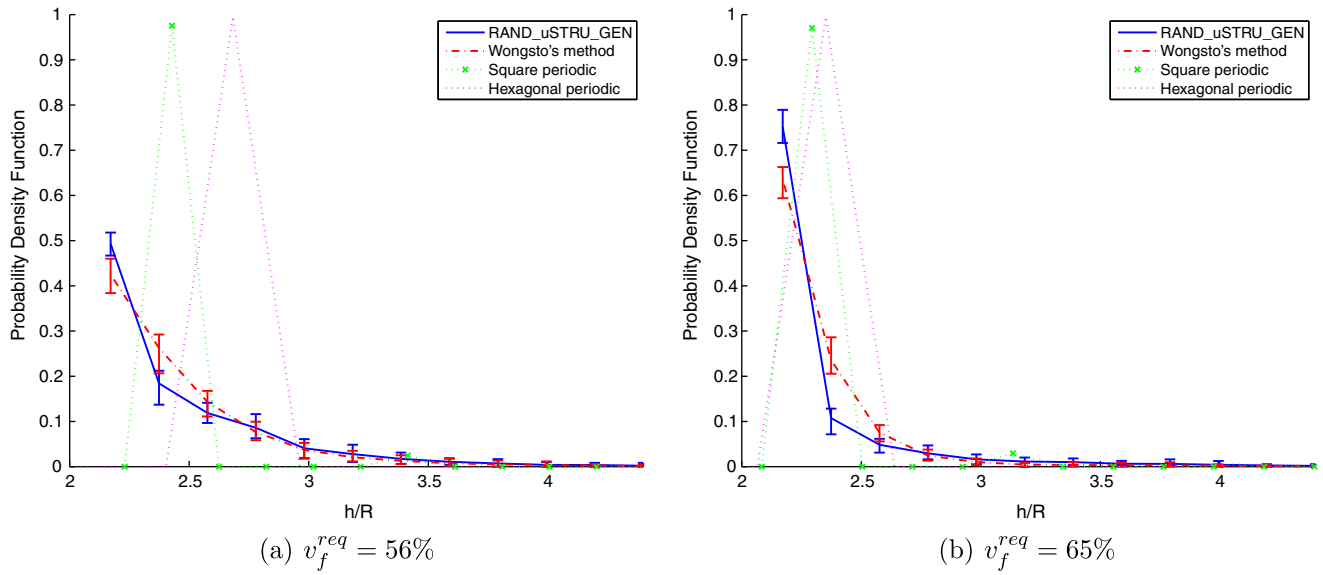 1
0.9
0.8
0.7
0.6
0.5
0.4
0.3
0.2
0.1
0
2
2.5
3
3.5
4
Probability Density Function
h/R
RAND_uSTRU_GEN
Wongsto's method
Square periodic
Hexagonal periodic
(a) v_f^{req} = 56%
1
0.9
0.8
0.7
0.6
0.5
0.4
0.3
0.2
0.1
0
2
2.5
3
3.5
4
Probability Density Function
h/R
RAND_uSTRU_GEN
Wongsto's method
Square periodic
Hexagonal periodic
(b) v_f^{req} = 65%